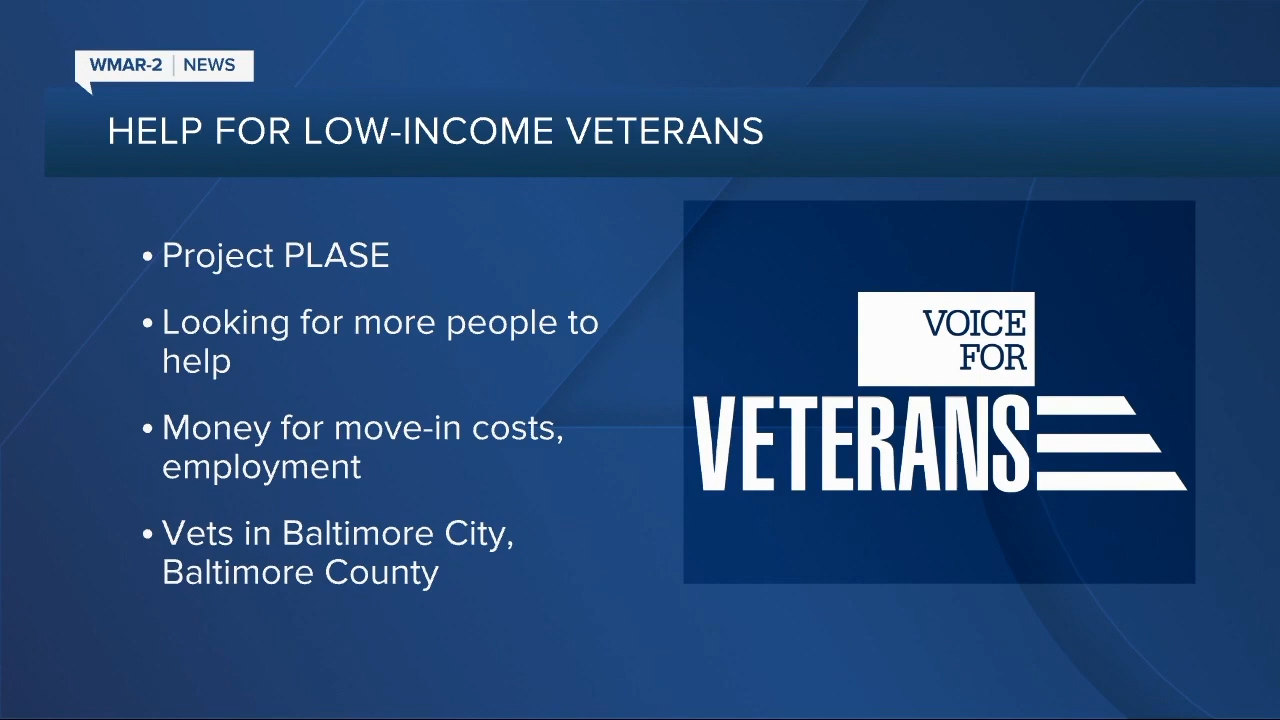 WMAR-2 | NEWS
HELP FOR LOW-INCOME VETERANS
• Project PLASE
• Looking for more people to
help
• Money for move-in costs,
employment
• Vets in Baltimore City,
Baltimore County
VOICE
FOR
VETERANS